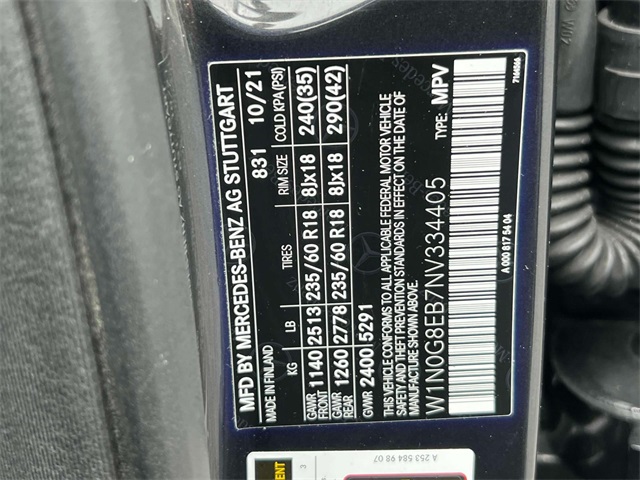 MFD BY MERCEDES-BENZ AG STUTTGART
MADE IN FINLAND 831 10/21
KG LB TIRES RIM SIZE COLD KPA(PSI)
GAWR FRONT 1140 2513 235/60 R18 8Jx18 240(35)
GAWR REAR 1260 2778 235/60 R18 8Jx18 290(42)
GVWR 2400 5291
THIS VEHICLE CONFORMS TO ALL APPLICABLE FEDERAL MOTOR VEHICLE
THEFT PREVENTION STANDARDS IN EFFECT ON THE DATE OF
MANUFACTURE SHOWN ABOVE.
W1N0G8EB7NV334405 TYPE: MPV
A 000 817 54 04
A 253 584 98 07
3